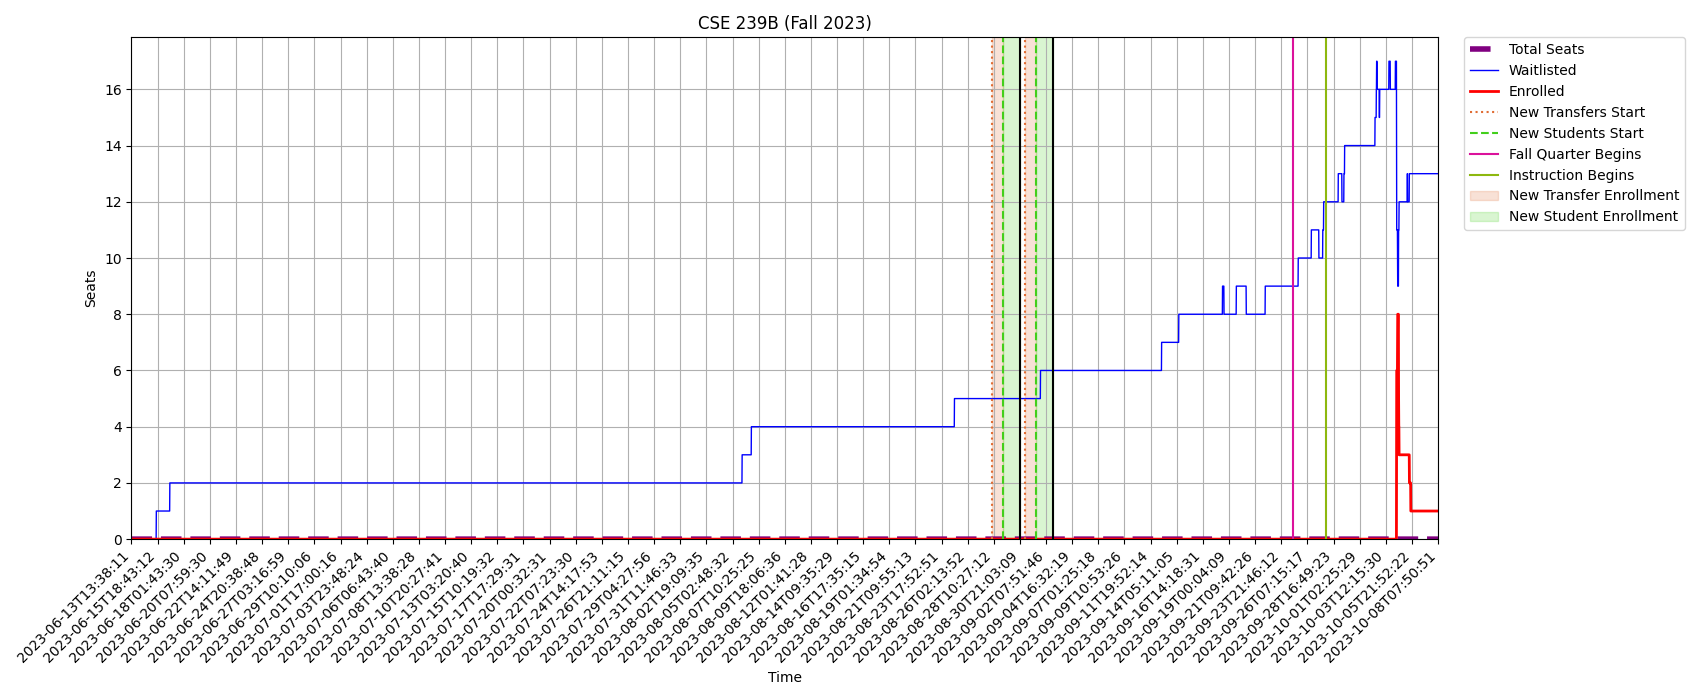 CSE 239B (Fall 2023)
Seats
16
14
12
10
8
6
4
2
0
2023-06-13T13:38:11
2023-06-15T18:43:12
2023-06-18T01:43:30
2023-06-20T07:59:30
2023-06-22T14:11:49
2023-06-24T20:38:48
2023-06-27T03:16:59
2023-06-29T10:10:06
2023-07-01T17:00:16
2023-07-03T23:48:24
2023-07-06T06:43:40
2023-07-08T13:38:28
2023-07-10T20:27:41
2023-07-13T03:20:40
2023-07-15T10:19:32
2023-07-17T17:29:31
2023-07-20T00:32:31
2023-07-22T07:23:30
2023-07-24T14:17:53
2023-07-26T21:11:15
2023-07-29T04:27:56
2023-07-31T11:46:33
2023-08-02T19:09:35
2023-08-05T02:48:32
2023-08-07T10:25:25
2023-08-09T18:06:36
2023-08-12T01:41:28
2023-08-14T09:35:29
2023-08-16T17:35:15
2023-08-19T01:34:54
2023-08-21T09:55:13
2023-08-23T17:52:51
2023-08-26T02:13:52
2023-08-28T10:27:12
2023-08-30T21:03:09
2023-09-02T07:51:46
2023-09-04T16:32:19
2023-09-07T01:25:18
2023-09-09T10:53:26
2023-09-11T19:52:14
2023-09-14T05:11:05
2023-09-16T14:18:31
2023-09-19T00:04:09
2023-09-21T09:42:26
2023-09-23T21:46:12
2023-09-26T07:15:17
2023-09-28T16:49:23
2023-10-01T02:25:29
2023-10-03T12:15:30
2023-10-05T21:52:22
2023-10-08T07:50:51
Time
Total Seats
Waitlisted
Enrolled
New Transfers Start
New Students Start
Fall Quarter Begins
Instruction Begins
New Transfer Enrollment
New Student Enrollment